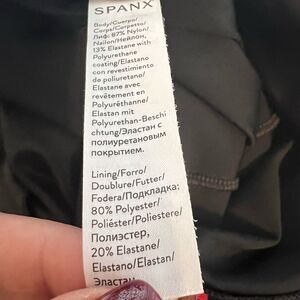 SPANX
Body/Cuerpo/
Corps/Corpetto/
Лиф: 87% Nylon/
Nailon/Нейлон,
13% Elastane with
Polyurethane
coating/Elastano
con revestimiento
de poliuretano/
Elastane avec
revêtement en
Polyuréthanne/
Elastan mit
Polyurethan-Beschi
chtung/Эластан с
полиуретановым
покрытием.
Lining/Forro/
Doublure/Futter/
Fodera/Подкладка:
80% Polyester/
Poliéster/Poliestere/
Полиэстер,
20% Elastane/
Elastano/Elastan/
Эластан